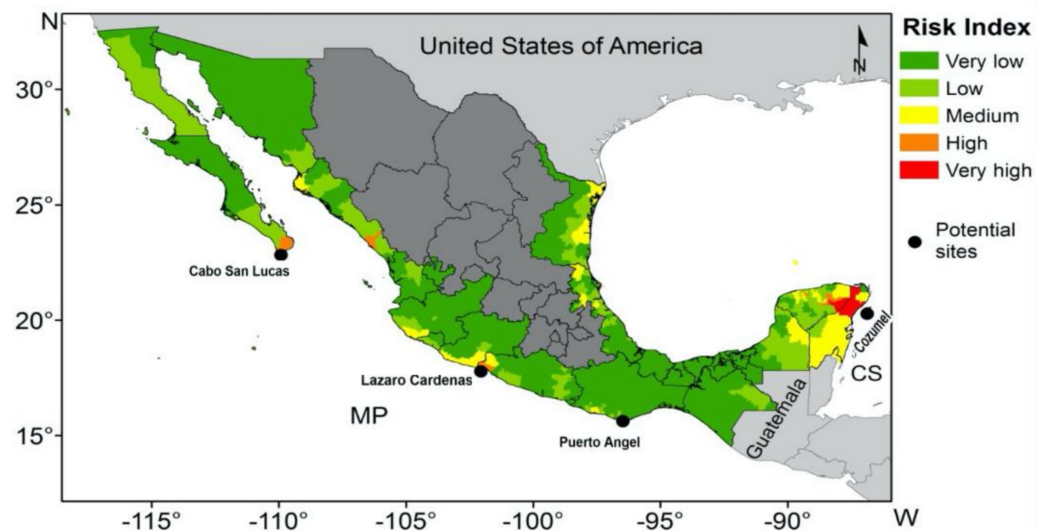 N
United States of America
N
Risk Index
Very low
Low
Medium
High
Very high
Potential
sites
30°
25°
20°
15°
Cabo San Lucas
Lazaro Cardenas
Puerto Angel
Cozumel
CS
MP
Guatemala
-115°
-110°
-105°
-100°
-95°
-90°
W